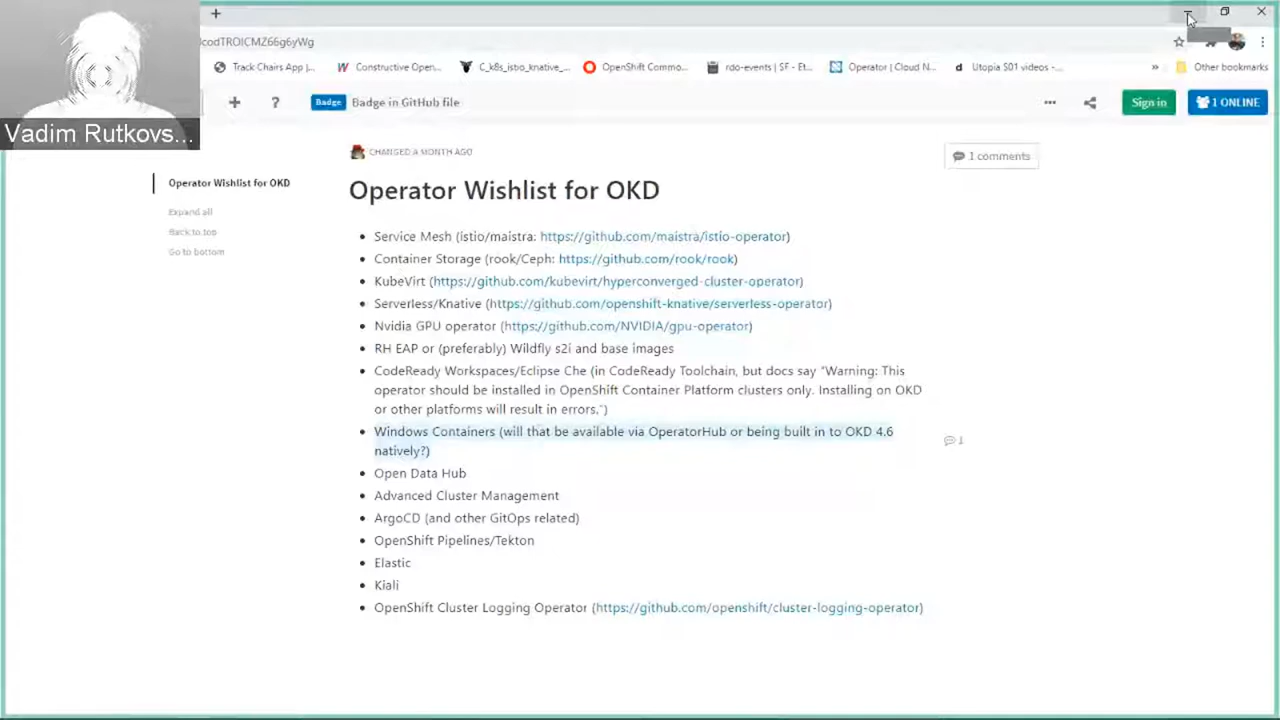 codTROICMZ66g6yWg
Track Chairs App |...
Constructive Open...
C_k8s_istio_knative_...
OpenShift Commo...
rdo-events | $F - Et...
Operator | Cloud N...
Utopia S01 videos -...
»
Other bookmarks
Vadim Rutkovs...
+
?
Badge
Badge in GitHub file
Sign in
1 ONLINE
CHANGED A MONTH AGO
1 comments
Operator Wishlist for OKD
Expand all
Back to top
Go to bottom
Operator Wishlist for OKD
Service Mesh (istio/maistra: https://github.com/maistra/istio-operator)
Container Storage (rook/Ceph: https://github.com/rook/rook)
KubeVirt (https://github.com/kubevirt/hyperconverged-cluster-operator)
Serverless/Knative (https://github.com/openshift-knative/serverless-operator)
Nvidia GPU operator (https://github.com/NVIDIA/gpu-operator)
RH EAP or (preferably) Wildfly s2i and base images
CodeReady Workspaces/Eclipse Che (in CodeReady Toolchain, but docs say "Warning: This
operator should be installed in OpenShift Container Platform clusters only. Installing on OKD
or other platforms will result in errors.")
Windows Containers (will that be available via OperatorHub or being built in to OKD 4.6
natively?)
1
Open Data Hub
Advanced Cluster Management
ArgoCD (and other GitOps related)
OpenShift Pipelines/Tekton
Elastic
Kiali
OpenShift Cluster Logging Operator (https://github.com/openshift/cluster-logging-operator)